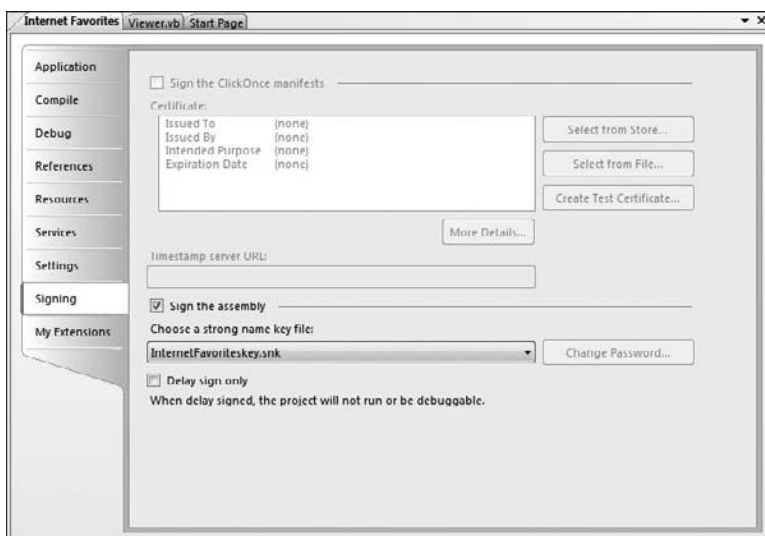 Internet Favorites Viewer.vb Start Page
Application
Compile
Debug
References
Resources
Services
Settings
Signing
My Extensions
Sign the ClickOnce manifests
Certificate:
Issued To (none)
Issued By (none)
Intended Purpose (none)
Expiration Date (none)
Select from Store...
Select from File...
Create Test Certificate...
More Details...
Timestamp server URL:
Sign the assembly
Choose a strong name key file:
InternetFavoriteskey.snk
Change Password...
Delay sign only
When delay signed, the project will not run or be debuggable.